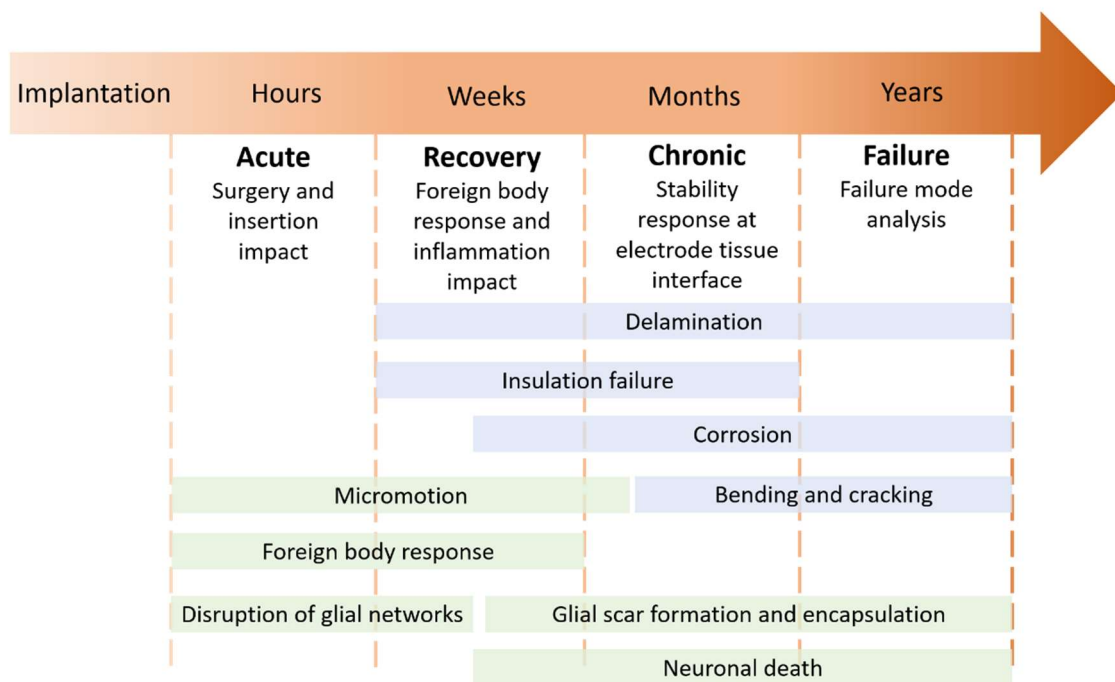 Implantation Hours Weeks Months Years
Acute
Surgery and
insertion
impact
Recovery
Foreign body
response and
inflammation
impact
Chronic
Stability
response at
electrode tissue
interface
Failure
Failure mode
analysis
Delamination
Insulation failure
Corrosion
Micromotion
Bending and cracking
Foreign body response
Disruption of glial networks
Glial scar formation and encapsulation
Neuronal death